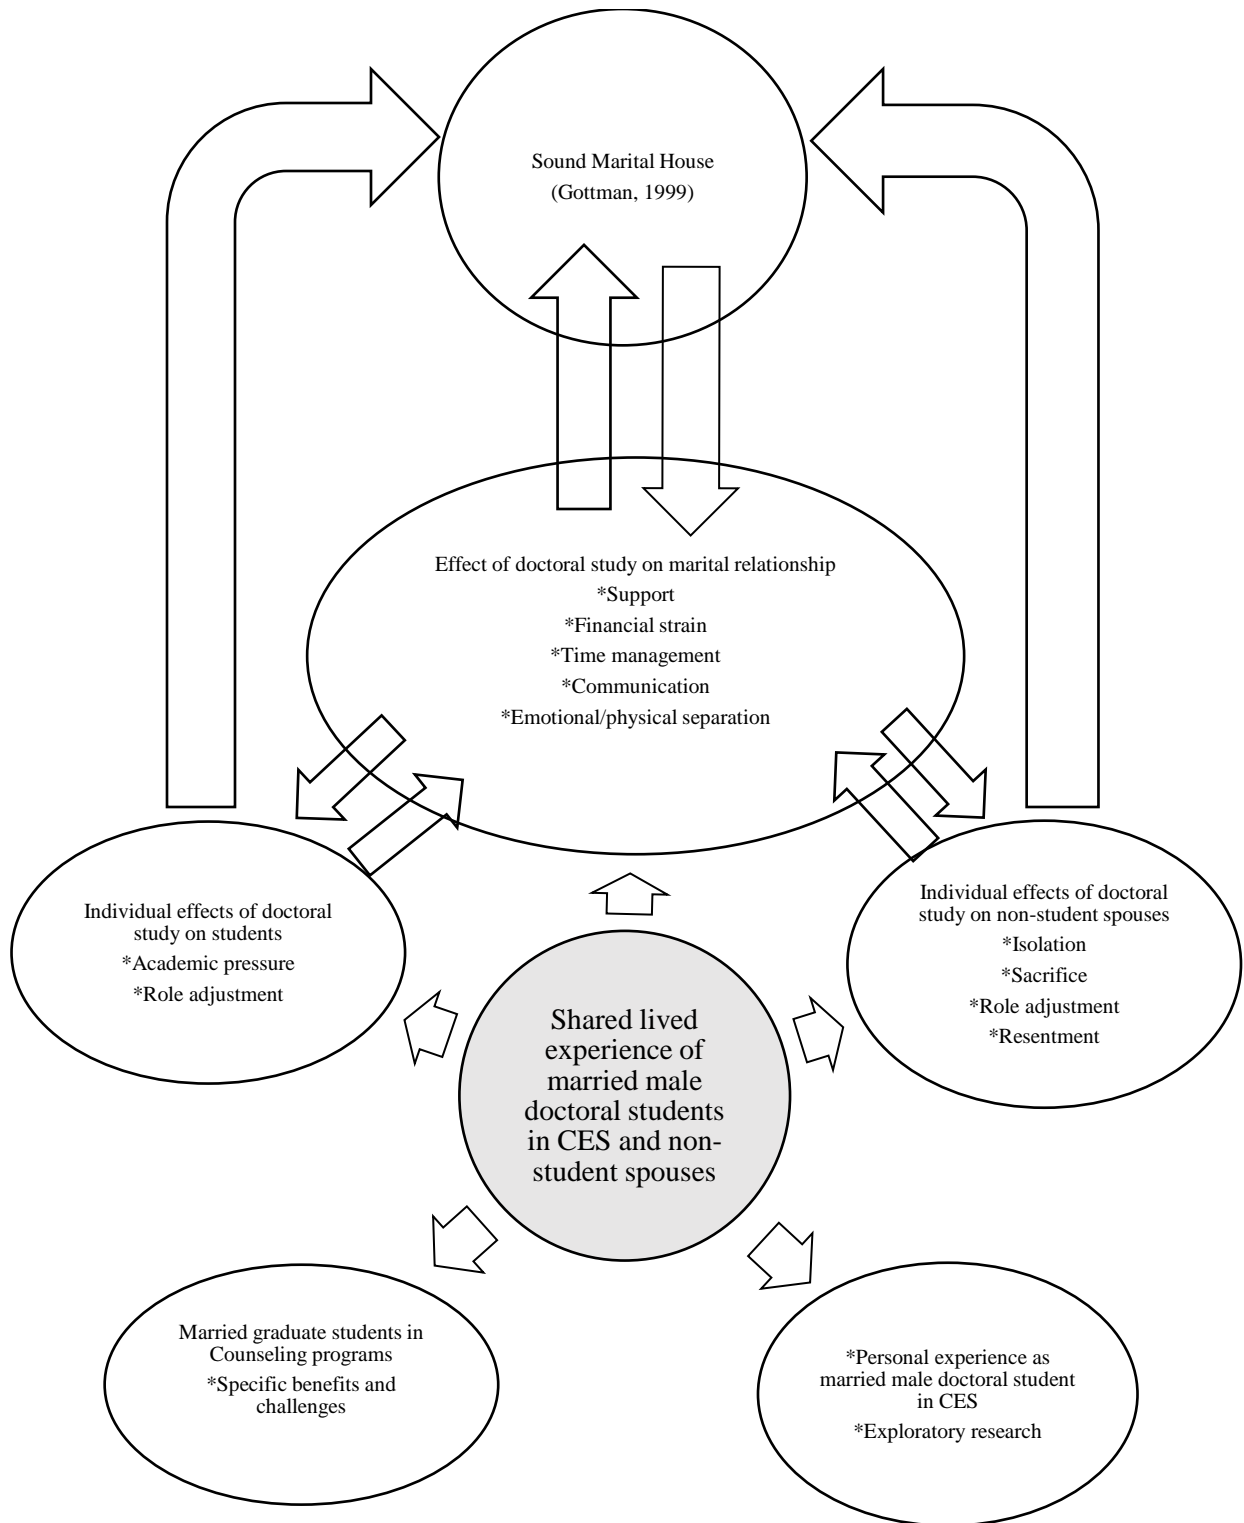 Sound Marital House
(Gottman, 1999)
Effect of doctoral study on marital relationship
*Support
*Financial strain
*Time management
*Communication
*Emotional/physical separation
Individual effects of doctoral
study on students
*Academic pressure
*Role adjustment
Individual effects of doctoral
study on non-student spouses
*Isolation
*Sacrifice
*Role adjustment
*Resentment
Shared lived
experience of
married male
doctoral students
in CES and non-
student spouses
Married graduate students in
Counseling programs
*Specific benefits and
challenges
*Personal experience as
married male doctoral student
in CES
*Exploratory research